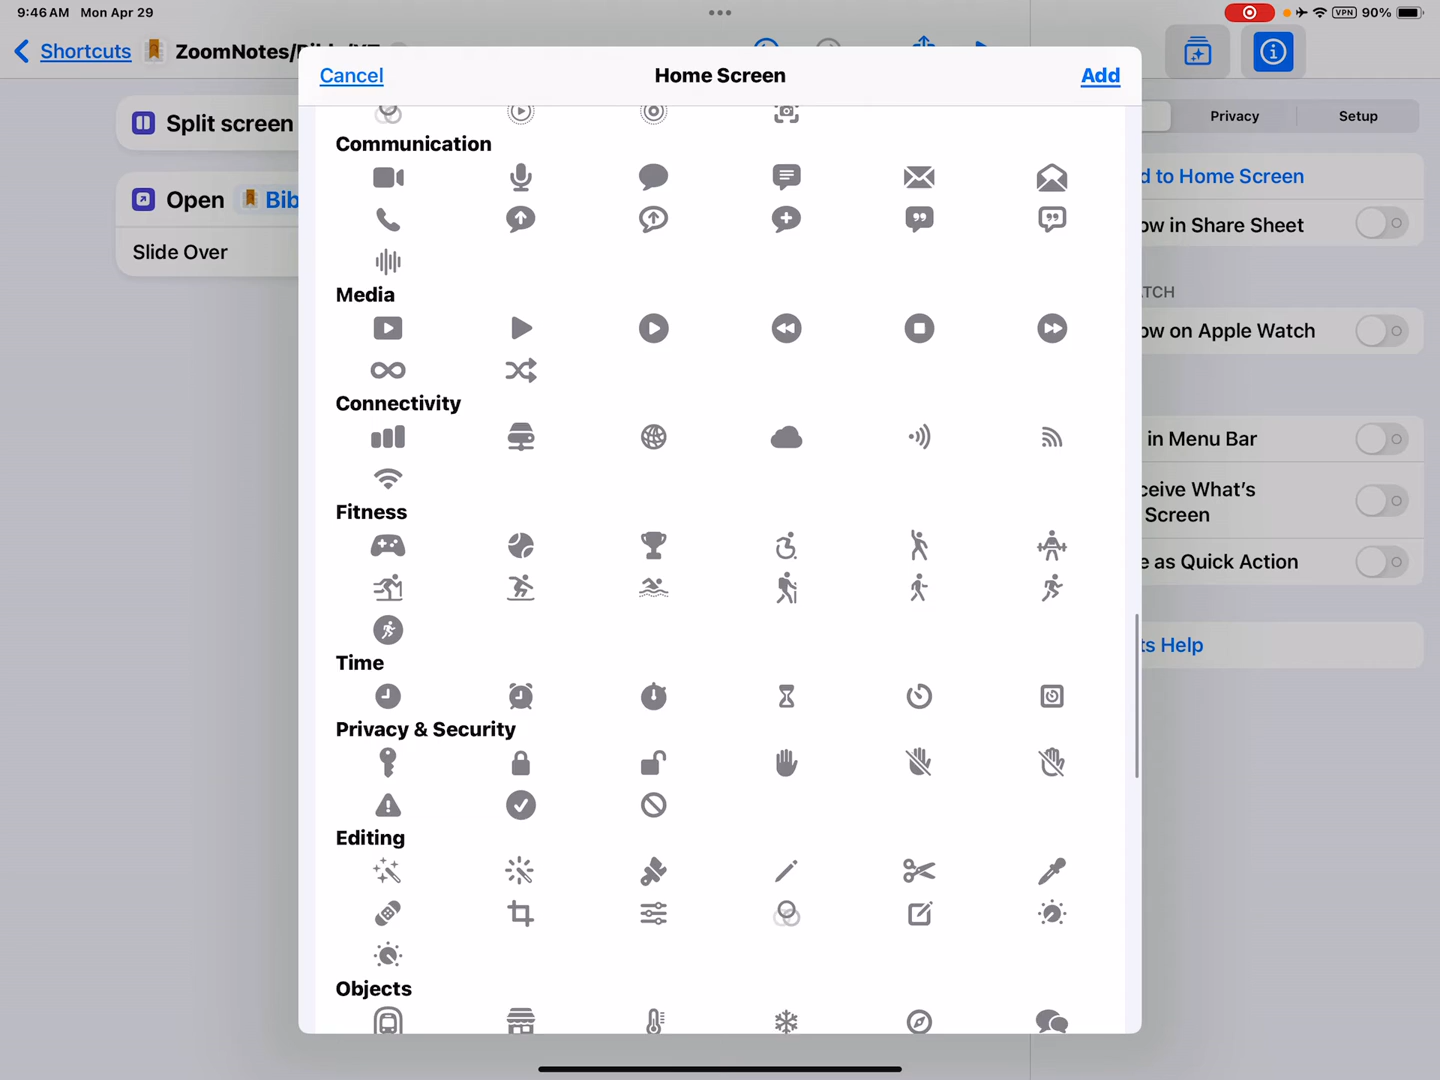 9:46 AM Mon Apr 29
VPN 90%
Shortcuts
Cancel
Home Screen
Add
Split screen
Privacy
Setup
Communication
d to Home Screen
Open Bib
ow in Share Sheet
Slide Over
Media
TCH
ow on Apple Watch
Connectivity
in Menu Bar
ceive What's
Screen
Fitness
e as Quick Action
ts Help
Time
Privacy & Security
Editing
Objects